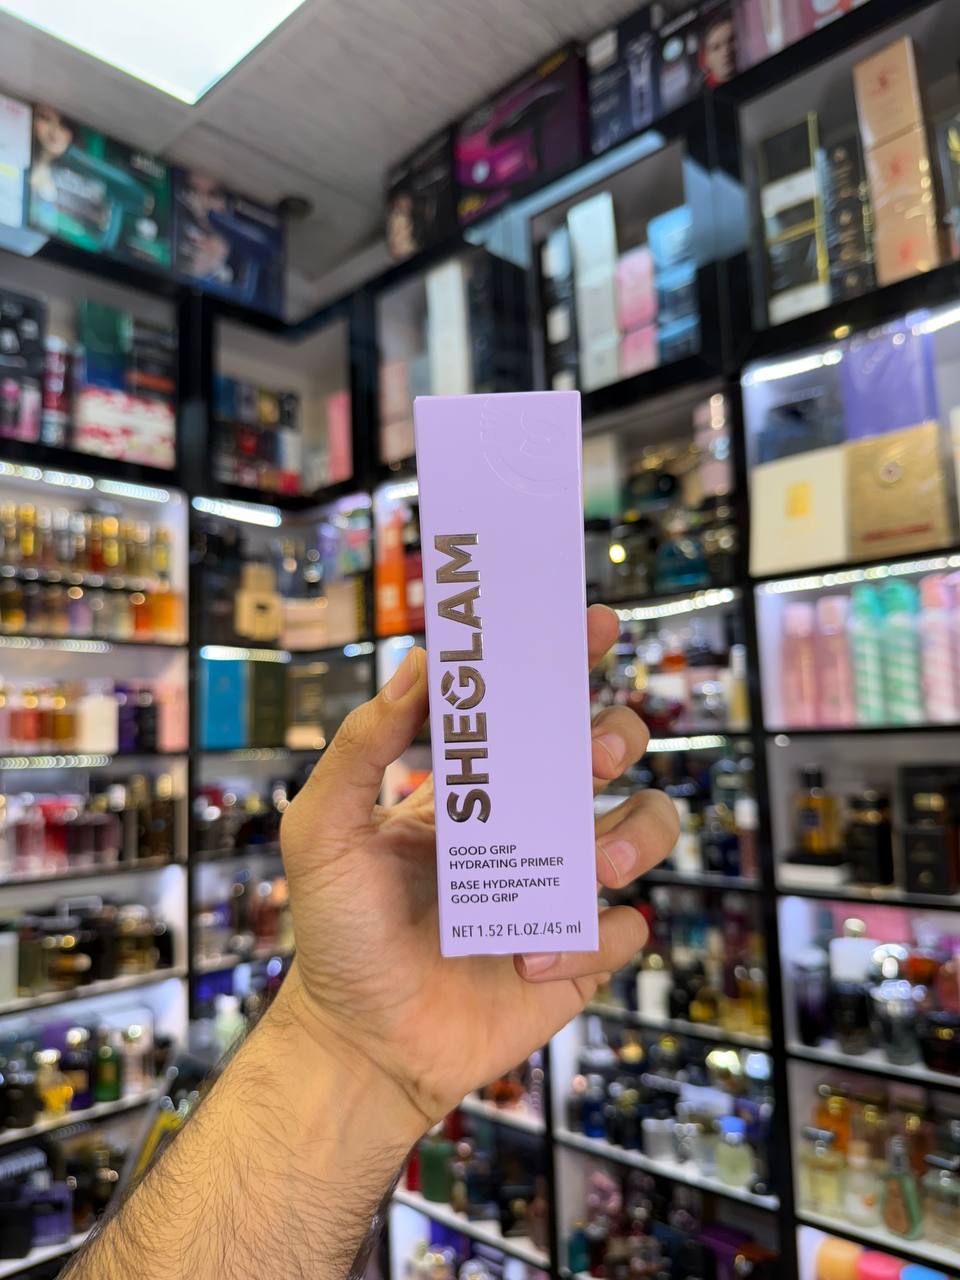 SHEGLAM
GOOD GRIP
HYDRATING PRIMER
BASE HYDRATANTE
GOOD GRIP
NET 1.52 FL.OZ./45 ml